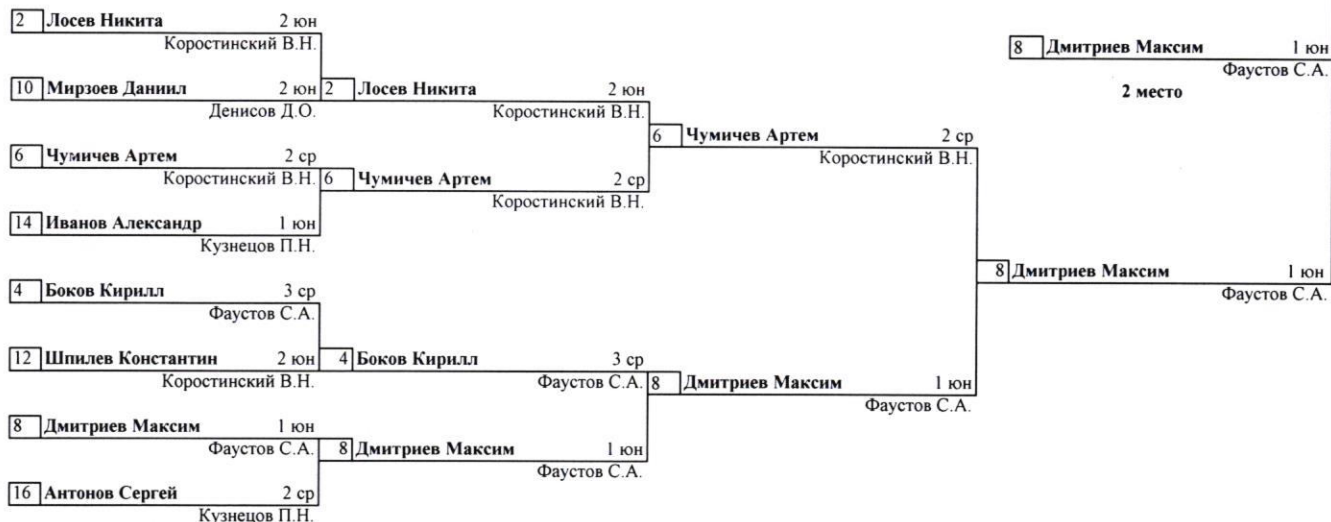 2 Лосев Никита 2 юн
Коростинский В.Н.
10 Мирзоев Даниил 2 юн
Денисов Д.О.
6 Чумичев Артем 2 ср
Коростинский В.Н.
14 Иванов Александр 1 юн
Кузнецов П.Н.
4 Боков Кирилл 3 ср
Фаустов С.А.
12 Шпилев Константин 2 юн
Коростинский В.Н.
8 Дмитриев Максим 1 юн
Фаустов С.А.
16 Антонов Сергей 2 ср
Кузнецов П.Н.
2 Лосев Никита 2 юн
Коростинский В.Н.
6 Чумичев Артем 2 ср
Коростинский В.Н.
4 Боков Кирилл 3 ср
Фаустов С.А.
8 Дмитриев Максим 1 юн
Фаустов С.А.
6 Чумичев Артем 2 ср
Коростинский В.Н.
8 Дмитриев Максим 1 юн
Фаустов С.А.
8 Дмитриев Максим 1 юн
Фаустов С.А.
8 Дмитриев Максим 1 юн
Фаустов С.А.
2 место